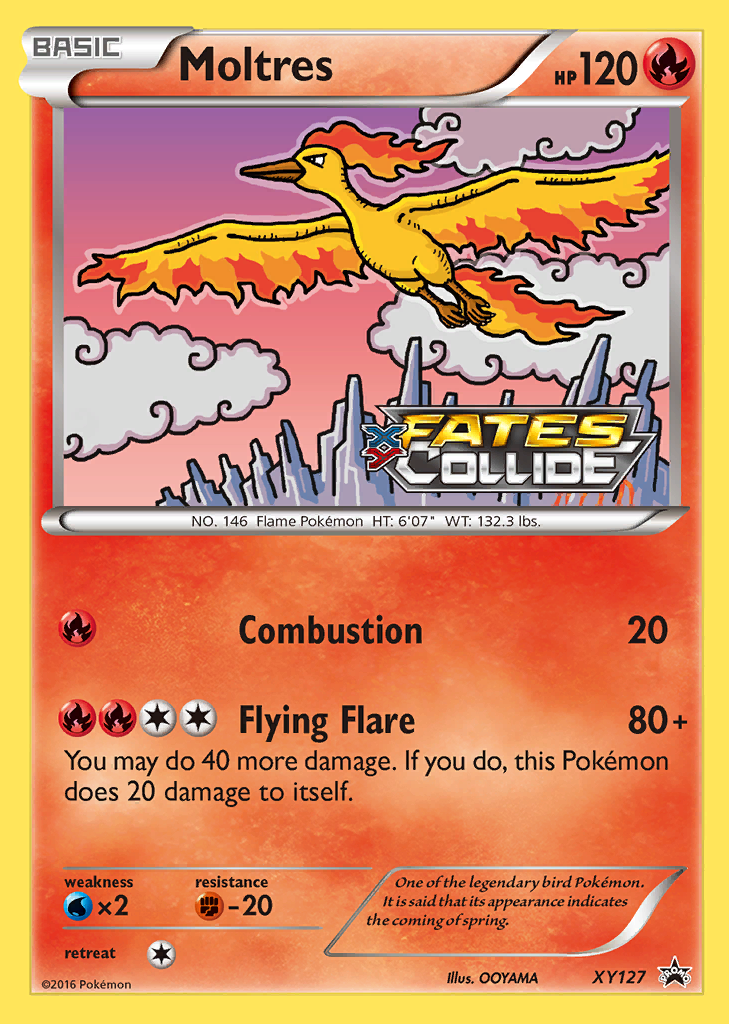 BASIC
Moltres
HP120
XY
FATES
COLLIDE
NO. 146 Flame Pokémon HT: 6'07" WT: 132.3 lbs.
Combustion 20
Flying Flare 80+
You may do 40 more damage. If you do, this Pokémon
does 20 damage to itself.
weakness resistance
×2 -20
retreat
One of the legendary bird Pokémon.
It is said that its appearance indicates
the coming of spring.
©2016 Pokémon Illus. OOYAMA XY127 PROMO